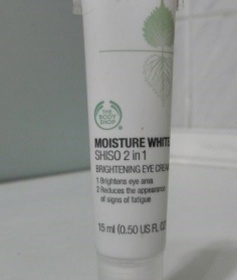 THE
BODY
SHOP
®
MOISTURE WHITE
SHISO 2 in 1
BRIGHTENING EYE CREAM
1 Brightens eye area
2 Reduces the appearance
of signs of fatigue
15 ml (0.50 US FL OZ